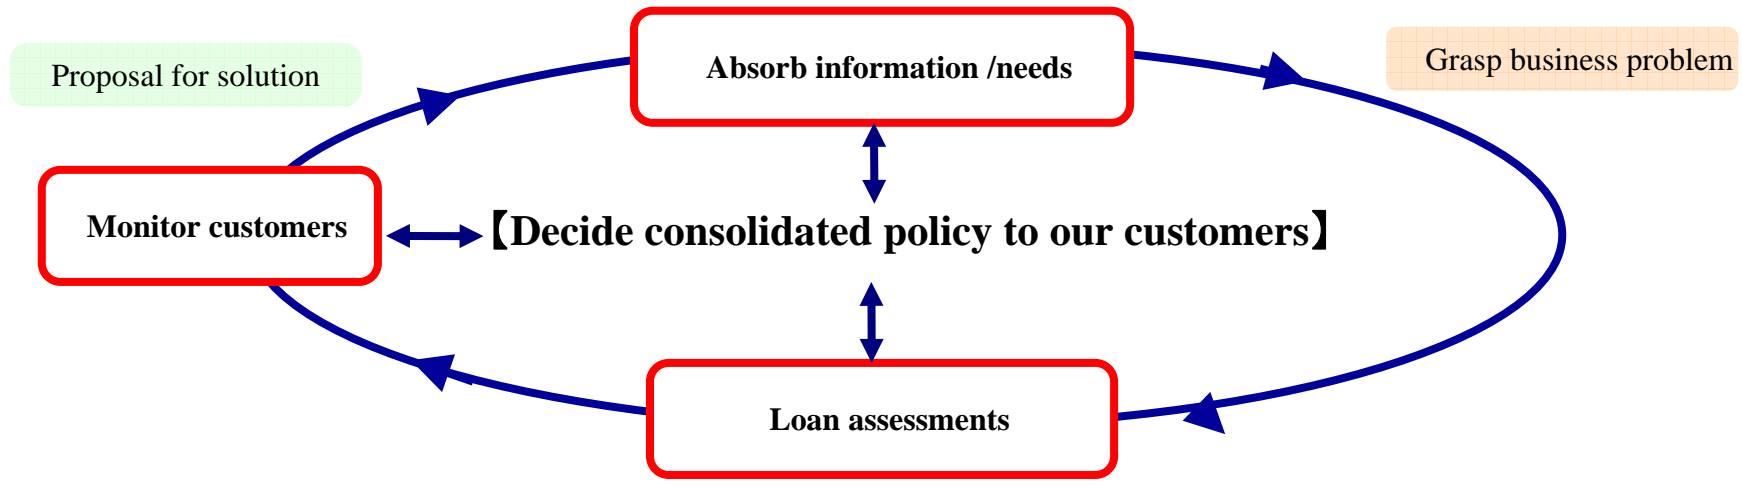 Absorb information /needs
Proposal for solution
Grasp business problem
Monitor customers
【Decide consolidated policy to our customers】
Loan assessments